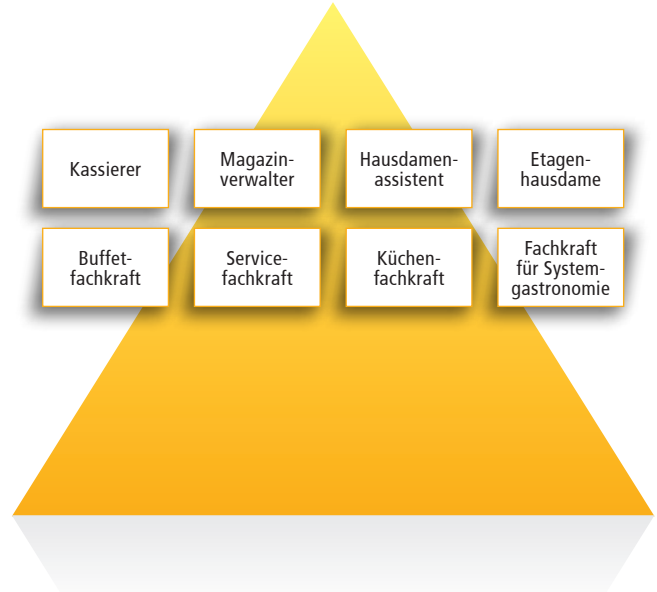 Kassierer
Magazin-
verwalter
Hausdamen-
assistent
Etagen-
hausdame
Buffet-
fachkraft
Service-
fachkraft
Küchen-
fachkraft
Fachkraft
für System-
gastronomie